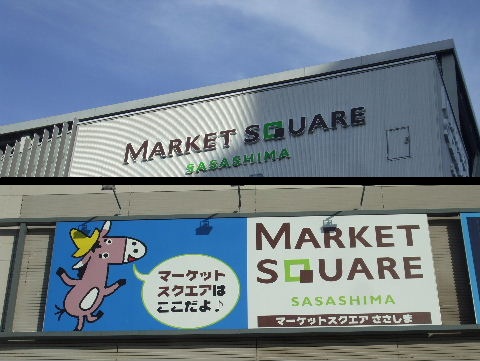 MARKET SQUARE
SASASHIMA
マーケット
スクエアは
ここだよ♪
MARKET
SQUARE
SASASHIMA
マーケットスクエア ささしま